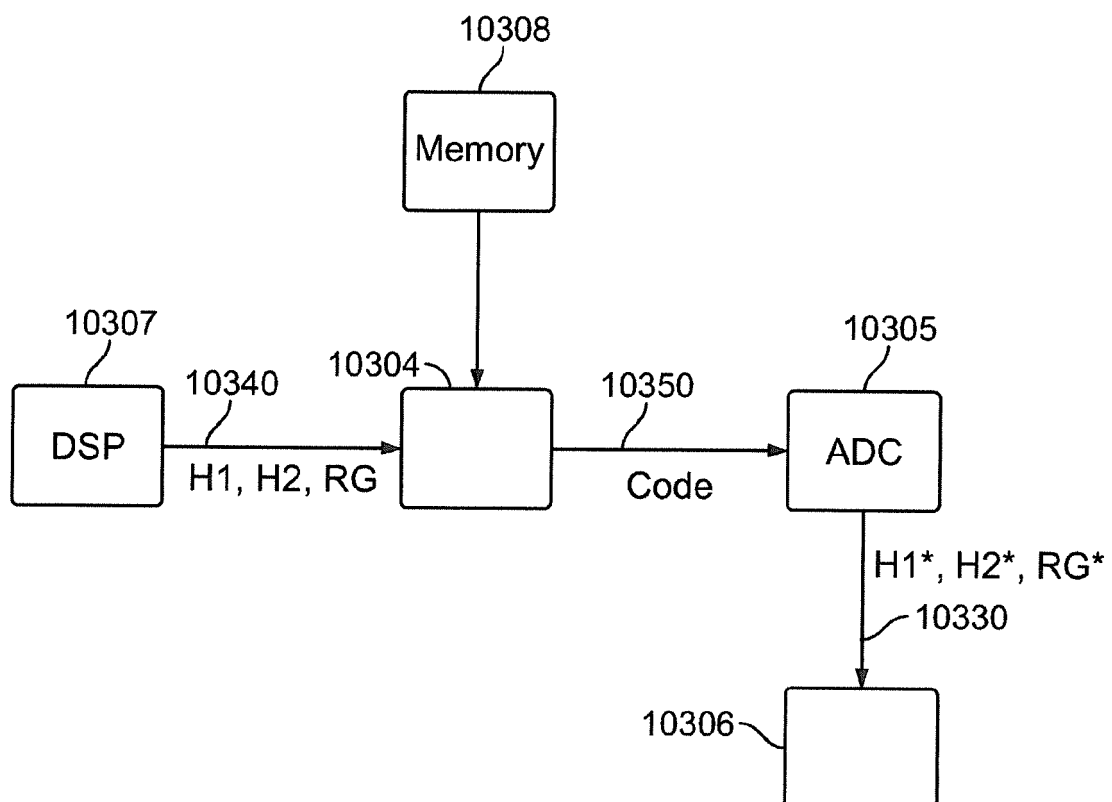 10308
Memory
10307
10340
10304
10350
10305
DSP
H1, H2, RG
Code
ADC
H1*, H2*, RG*
10330
10306